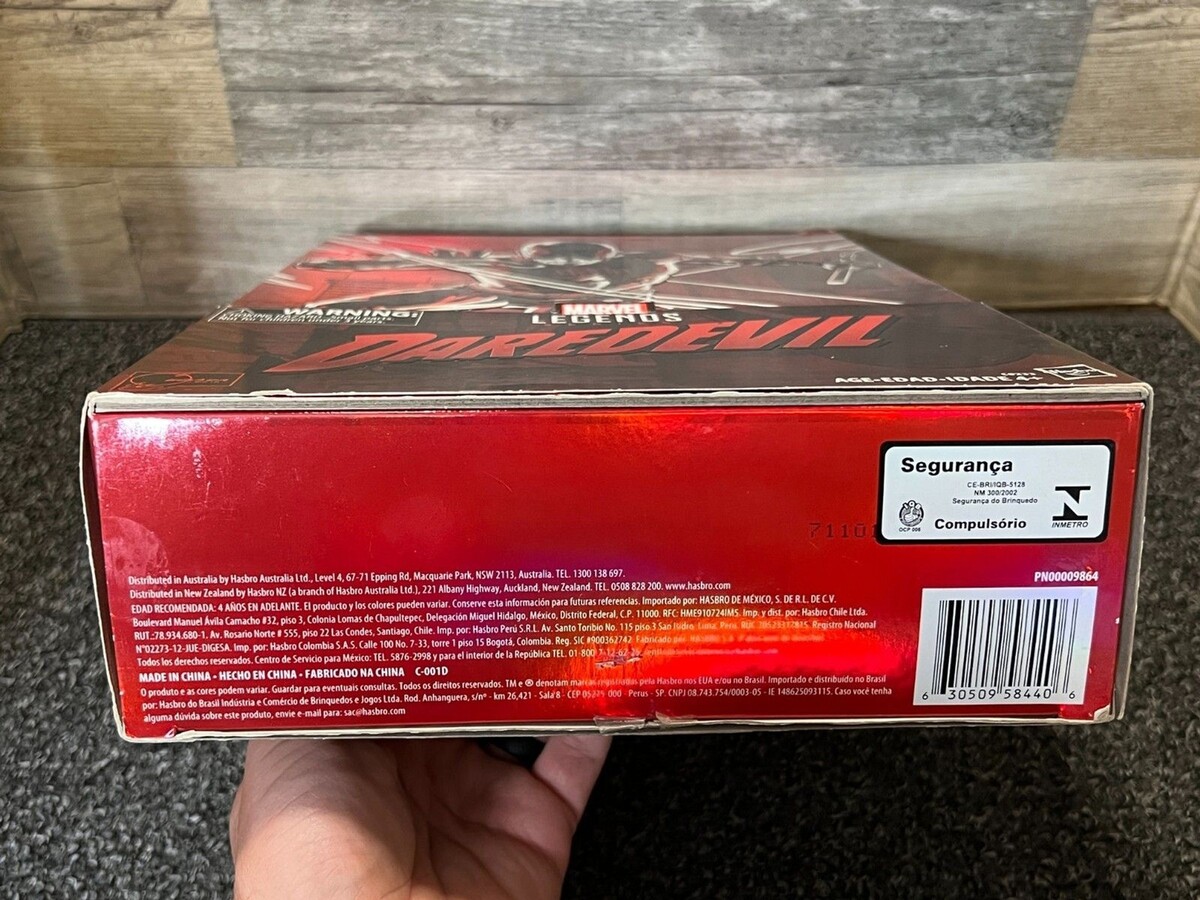 WARNING:
MARVEL
LEGENDS
DAREDEVIL
AGE-EDAD-IDADE 4+
Hasbro
Segurança
CE-BRI/IQB-5128
NM 300/2002
Segurança do Brinquedo
OCP 006
Compulsório
INMETRO
7110
PN00009864
Distributed in Australia by Hasbro Australia Ltd., Level 4, 67-71 Epping Rd, Macquarie Park, NSW 2113, Australia. TEL. 1300 138 697.
Distributed in New Zealand by Hasbro NZ (a branch of Hasbro Australia Ltd.), 221 Albany Highway, Auckland, New Zealand. TEL. 0508 828 200. www.hasbro.com
EDAD RECOMENDADA: 4 AÑOS EN ADELANTE. El producto y los colores pueden variar. Conserve esta información para futuras referencias. Importado por: HASBRO DE MÉXICO, S. DE R.L. DE C.V.
Boulevard Manuel Ávila Camacho #32, piso 3, Colonia Lomas de Chapultepec, Delegación Miguel Hidalgo, México, Distrito Federal, C.P. 11000. RFC: HME910724IMS. Imp. y dist. por: Hasbro Chile Ltda.
RUT.:78.934.680-1, Av. Rosario Norte # 555, piso 22 Las Condes, Santiago, Chile. Imp. por: Hasbro Perú S.R.L. Av. Santo Toribio No. 115 piso 3 San Isidro. Lima, Perú. RUC Registro Nacional
N°02273-12-JUE-DIGESA. Imp. por: Hasbro Colombia S.A.S. Calle 100 No. 7-33, torre 1 piso 15 Bogotá, Colombia. Reg. SIC #900362742. Fabricado por
Todos los derechos reservados. Centro de Servicio para México: TEL. 5876-2998 y para el interior de la República TEL. 01-800
MADE IN CHINA - HECHO EN CHINA - FABRICADO NA CHINA C-001D
O produto e as cores podem variar. Guardar para eventuais consultas. Todos os direitos reservados. TM e ® denotam marcas registradas pela Hasbro nos EUA e/ou no Brasil. Importado e distribuído no Brasil
por: Hasbro do Brasil Indústria e Comércio de Brinquedos e Jogos Ltda. Rod. Anhanguera, s/nº - km 26,421 - Sala 8 - CEP 05275-000 - Perus - SP. CNPJ 08.743.754/0003-05 - IE 148625093115. Caso você tenha
alguma dúvida sobre este produto, envie e-mail para: sac@hasbro.com
6 30509 58440 6